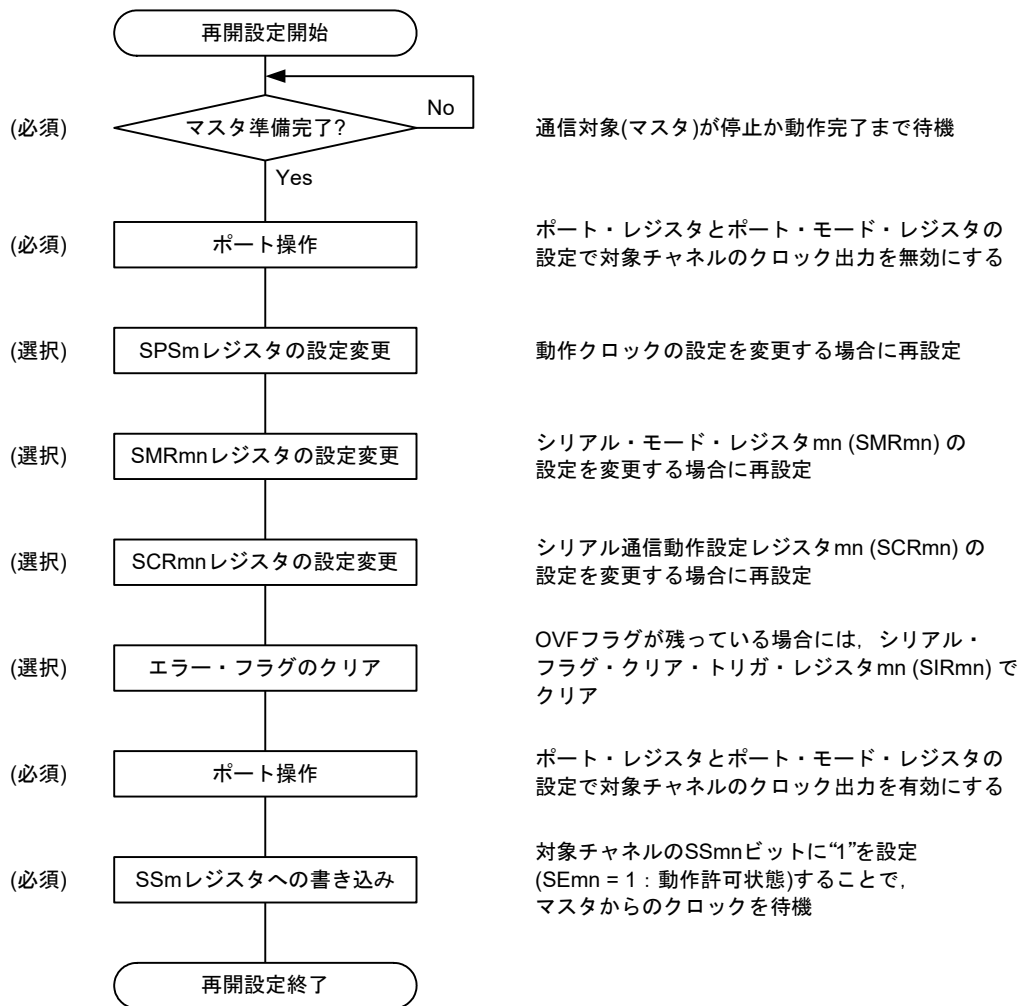 再開設定開始
No
(必須)
マスタ準備完了?
通信対象(マスタ)が停止か動作完了まで待機
Yes
(必須)
ポート操作
ポート・レジスタとポート・モード・レジスタの
設定で対象チャネルのクロック出力を無効にする
(選択)
SPSmレジスタの設定変更
動作クロックの設定を変更する場合に再設定
(選択)
SMRmnレジスタの設定変更
シリアル・モード・レジスタmn (SMRmn) の
設定を変更する場合に再設定
(選択)
SCRmnレジスタの設定変更
シリアル通信動作設定レジスタmn (SCRmn) の
設定を変更する場合に再設定
(選択)
エラー・フラグのクリア
OVFフラグが残っている場合には，シリアル・
フラグ・クリア・トリガ・レジスタmn (SIRmn) で
クリア
(必須)
ポート操作
ポート・レジスタとポート・モード・レジスタの
設定で対象チャネルのクロック出力を有効にする
(必須)
SSmレジスタへの書き込み
対象チャネルのSSmnビットに“1”を設定
(SEmn = 1：動作許可状態)することで，
マスタからのクロックを待機
再開設定終了